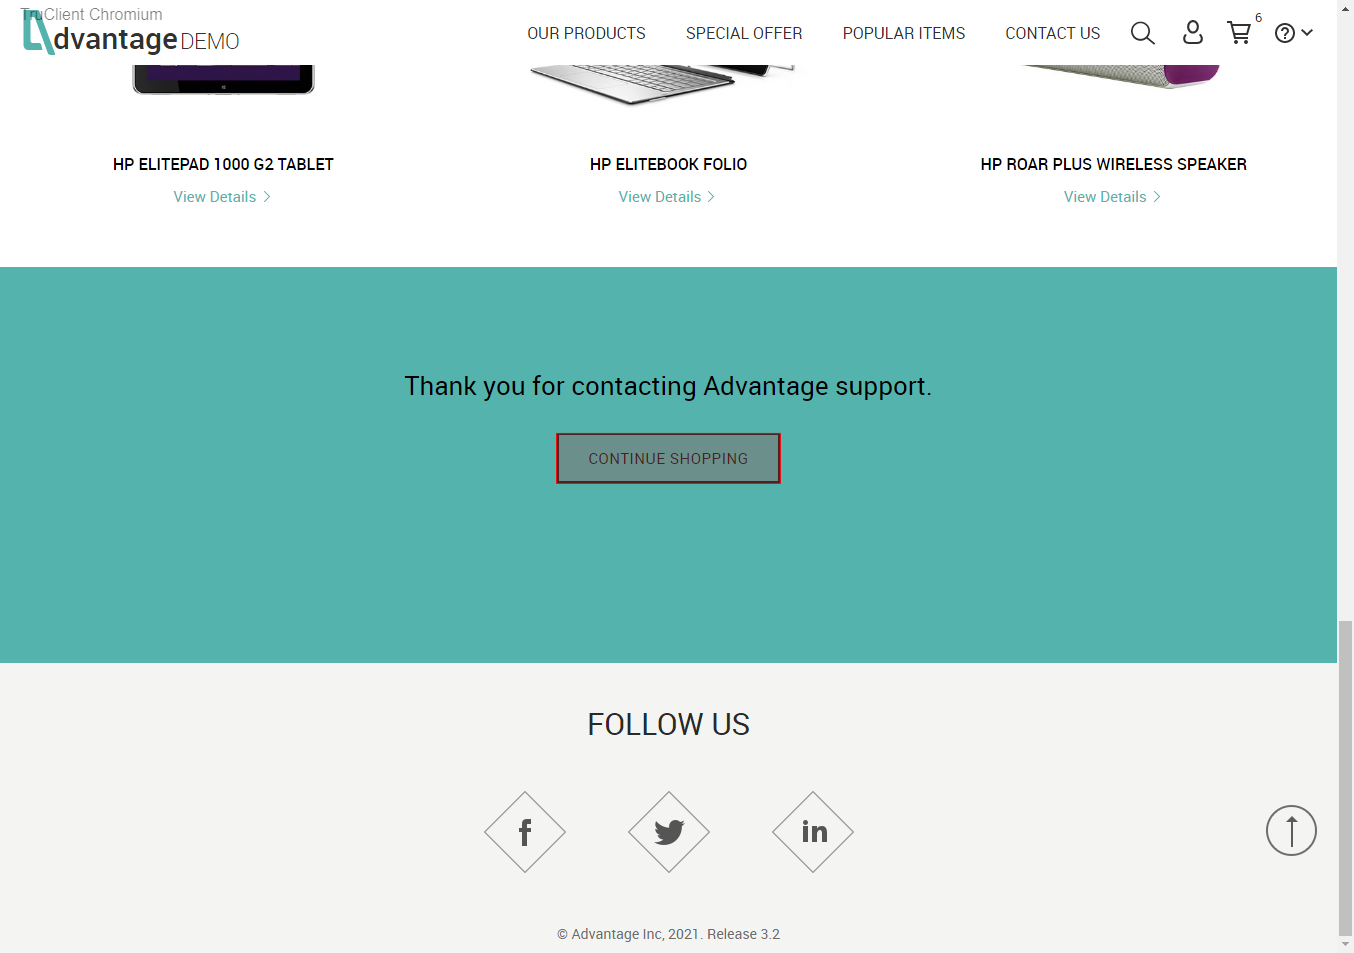 TruClient Chromium
dvantage DEMO
OUR PRODUCTS SPECIAL OFFER POPULAR ITEMS CONTACT US 6
HP ELITEPAD 1000 G2 TABLET HP ELITEBOOK FOLIO HP ROAR PLUS WIRELESS SPEAKER
View Details View Details View Details
Thank you for contacting Advantage support.
CONTINUE SHOPPING
FOLLOW US
f in
© Advantage Inc, 2021. Release 3.2